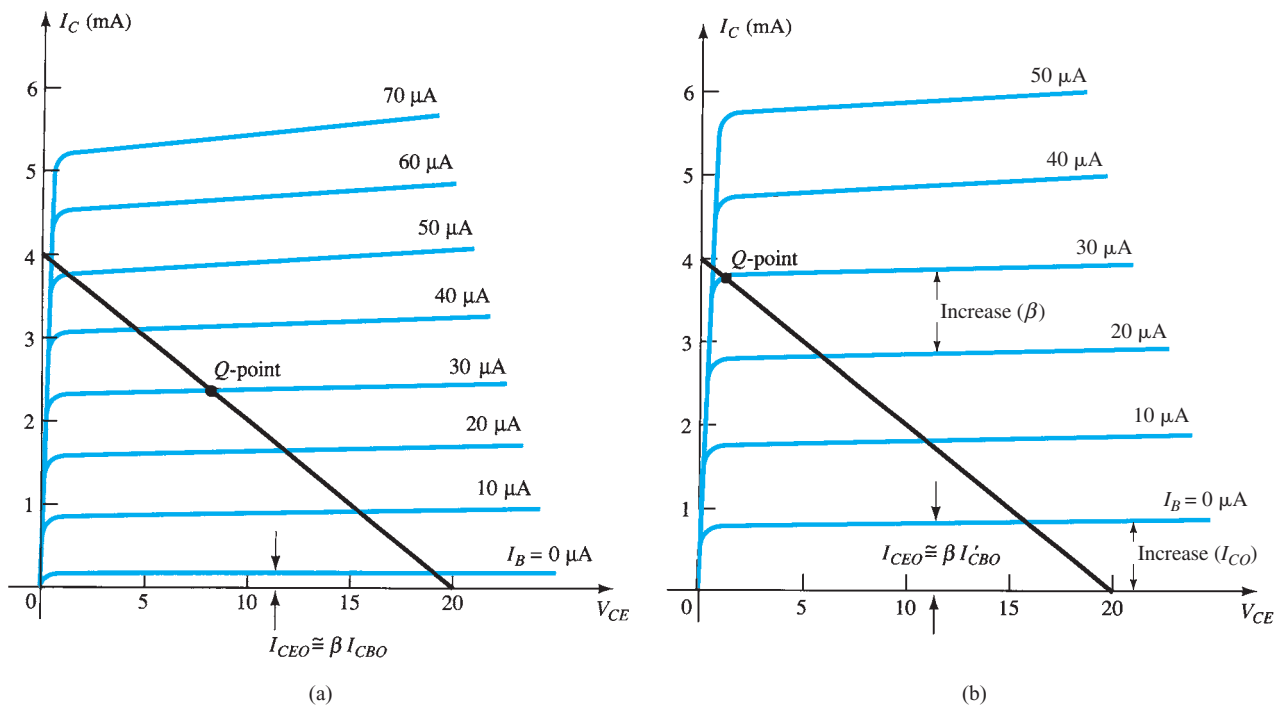 I_C (mA)
6
5
4
3
2
1
0
5
10
15
20
V_CE
70 μA
60 μA
50 μA
40 μA
30 μA
20 μA
10 μA
I_B = 0 μA
Q-point
I_CEO ≅ β I_CBO
(a)
I_C (mA)
6
5
4
3
2
1
0
5
10
15
20
V_CE
50 μA
40 μA
30 μA
20 μA
10 μA
I_B = 0 μA
Q-point
Increase (β)
I_CEO ≅ β I'_CBO
Increase (I_CO)
(b)